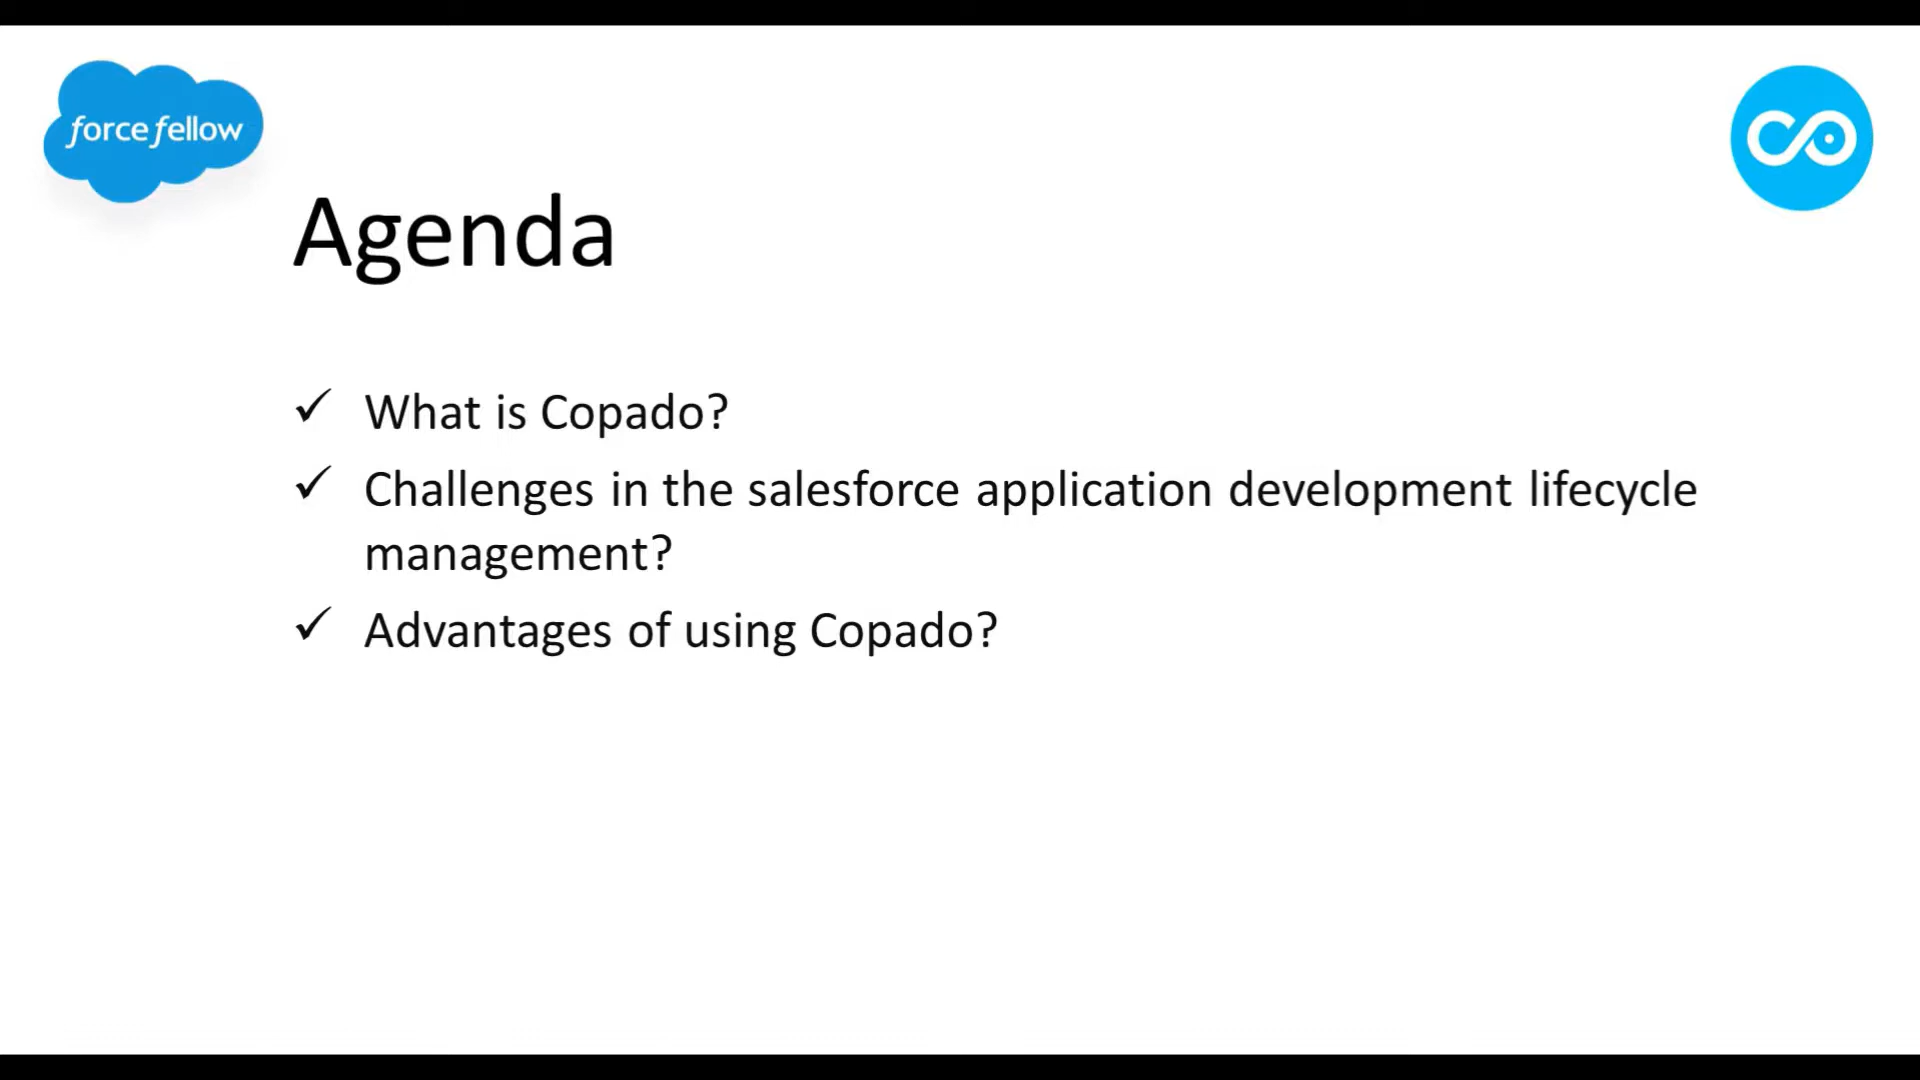 force fellow
Agenda
✓ What is Copado?
✓ Challenges in the salesforce application development lifecycle
management?
✓ Advantages of using Copado?